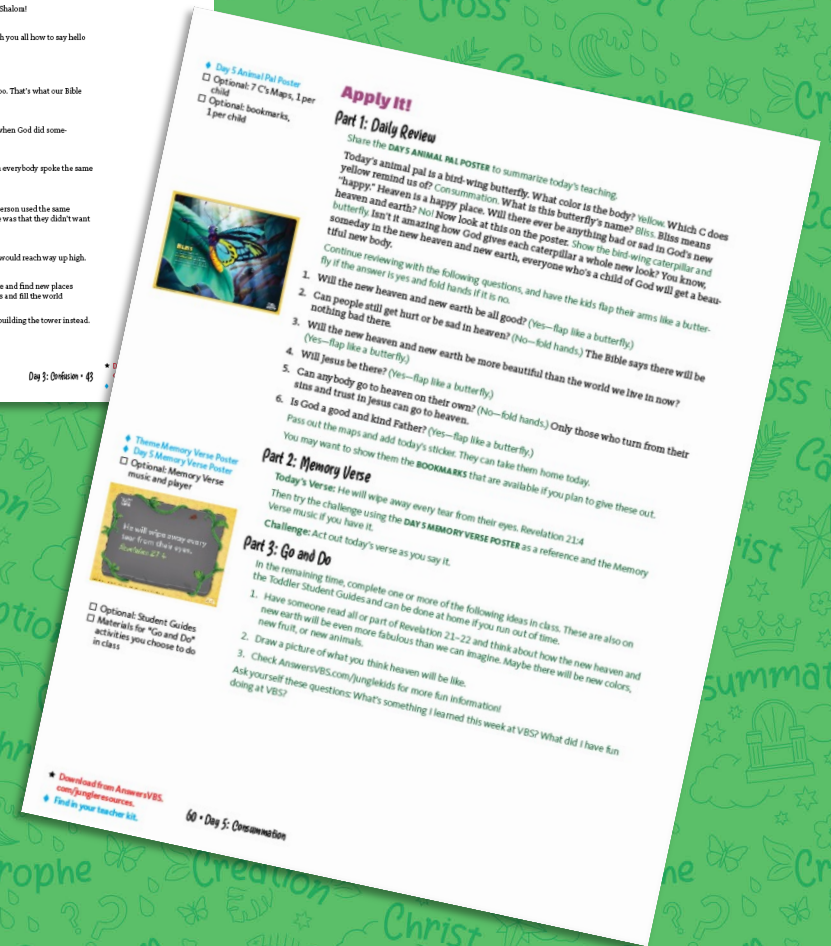 Shalom!
h you all how to say hello
oo. That's what our Bible
when God did some-
everybody spoke the same
erson used the same
was that they didn't want
would reach way up high.
e and find new places
s and fill the world
building the tower instead.
Day 3: Confusion • 43
Day 5 Animal Pal Poster
Optional: 7 C's Maps, 1 per
child
Optional: bookmarks,
1 per child
Apply It!
Part 1: Daily Review
Share the DAY 5 ANIMAL PAL POSTER to summarize today's teaching.
Today's animal pal is a bird-wing butterfly. What color is the body? Yellow. Which C does
yellow remind us of? Consummation. What is this butterfly's name? Bliss. Bliss means
"happy." Heaven is a happy place. Will there ever be anything bad or sad in God's new
heaven and earth? No! Now look at this on the poster. Show the bird-wing caterpillar and
butterfly. Isn't it amazing how God gives each caterpillar a whole new look? You know,
someday in the new heaven and new earth, everyone who's a child of God will get a beau-
tiful new body.
Continue reviewing with the following questions, and have the kids flap their arms like a butter-
fly if the answer is yes and fold hands if it is no.
1. Will the new heaven and new earth be all good? (Yes—flap like a butterfly.)
2. Can people still get hurt or be sad in heaven? (No—fold hands.) The Bible says there will be
nothing bad there.
3. Will the new heaven and new earth be more beautiful than the world we live in now?
(Yes—flap like a butterfly.)
4. Will Jesus be there? (Yes—flap like a butterfly.)
5. Can anybody go to heaven on their own? (No—fold hands.) Only those who turn from their
sins and trust in Jesus can go to heaven.
6. Is God a good and kind Father? (Yes—flap like a butterfly.)
Pass out the maps and add today's sticker. They can take them home today.
You may want to show them the BOOKMARKS that are available if you plan to give these out.
Theme Memory Verse Poster
Day 5 Memory Verse Poster
Optional: Memory Verse
music and player
He will wipe away every
tear from their eyes.
Revelation 21:4
Part 2: Memory Verse
Today's Verse: He will wipe away every tear from their eyes. Revelation 21:4
Then try the challenge using the DAY 5 MEMORY VERSE POSTER as a reference and the Memory
Verse music if you have it.
Challenge: Act out today's verse as you say it.
Optional: Student Guides
Materials for "Go and Do"
activities you choose to do
in class
Part 3: Go and Do
In the remaining time, complete one or more of the following ideas in class. These are also on
the Toddler Student Guides and can be done at home if you run out of time.
1. Have someone read all or part of Revelation 21–22 and think about how the new heaven and
new earth will be even more fabulous than we can imagine. Maybe there will be new colors,
new fruit, or new animals.
2. Draw a picture of what you think heaven will be like.
3. Check AnswersVBS.com/junglekids for more fun information!
Ask yourself these questions: What's something I learned this week at VBS? What did I have fun
doing at VBS?
Download from AnswersVBS.
com/jungleresources.
Find in your teacher kit.
60 • Day 5: Consummation
Cross
Creation
Christ